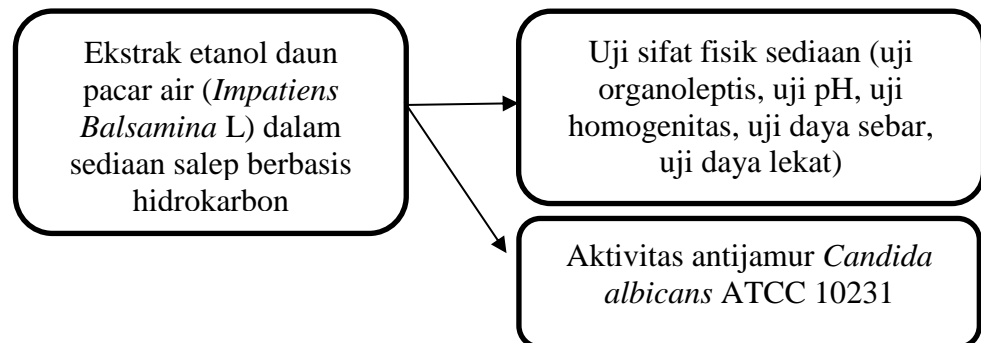 Ekstrak etanol daun
pacar air (Impatiens
Balsamina L) dalam
sediaan salep berbasis
hidrokarbon
Uji sifat fisik sediaan (uji
organoleptis, uji pH, uji
homogenitas, uji daya sebar,
uji daya lekat)
Aktivitas antijamur Candida
albicans ATCC 10231